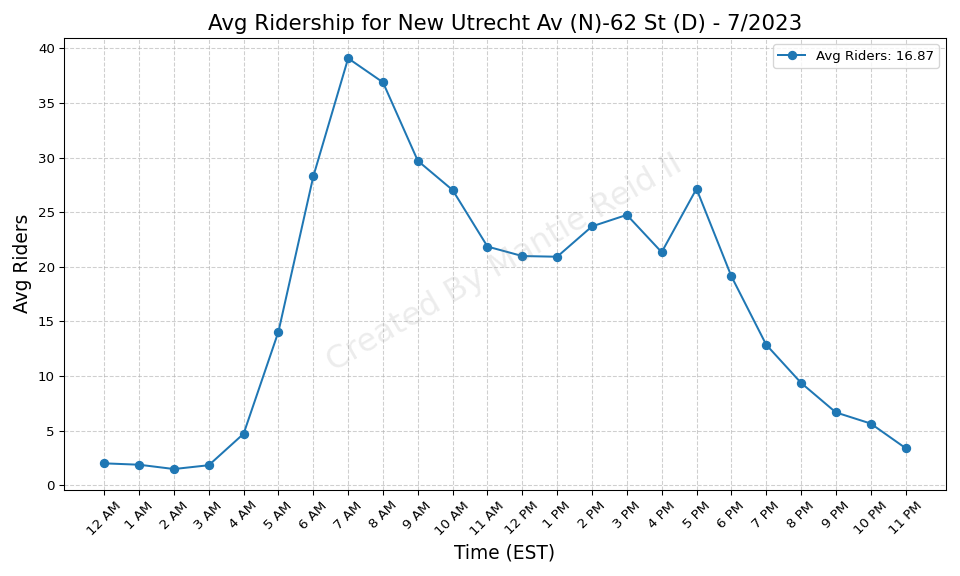 Avg Ridership for New Utrecht Av (N)-62 St (D) - 7/2023
Avg Riders: 16.87
Avg Riders
40
35
30
25
20
15
10
5
0
Created By Mantie Reid II
12 AM
1 AM
2 AM
3 AM
4 AM
5 AM
6 AM
7 AM
8 AM
9 AM
10 AM
11 AM
12 PM
1 PM
2 PM
3 PM
4 PM
5 PM
6 PM
7 PM
8 PM
9 PM
10 PM
11 PM
Time (EST)